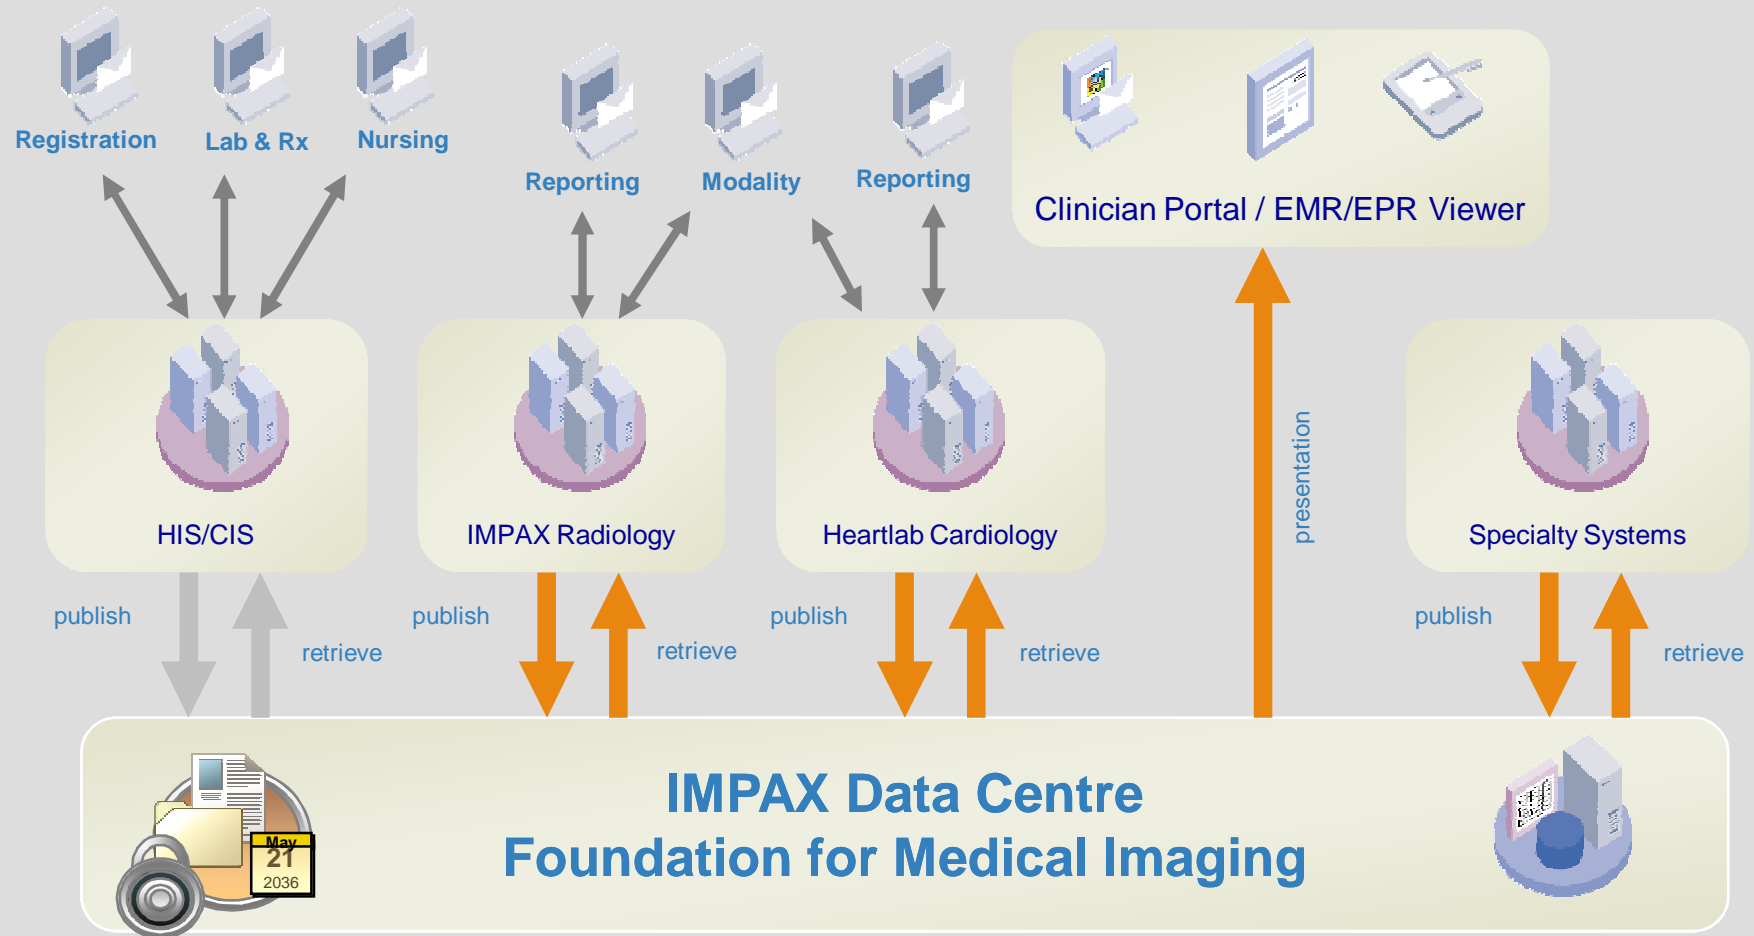 Registration
Lab & Rx
Nursing
Reporting
Modality
Reporting
Clinician Portal / EMR/EPR Viewer
presentation
HIS/CIS
IMPAX Radiology
Heartlab Cardiology
Specialty Systems
publish
retrieve
publish
retrieve
publish
retrieve
publish
retrieve
IMPAX Data Centre
Foundation for Medical Imaging
May
21
2036